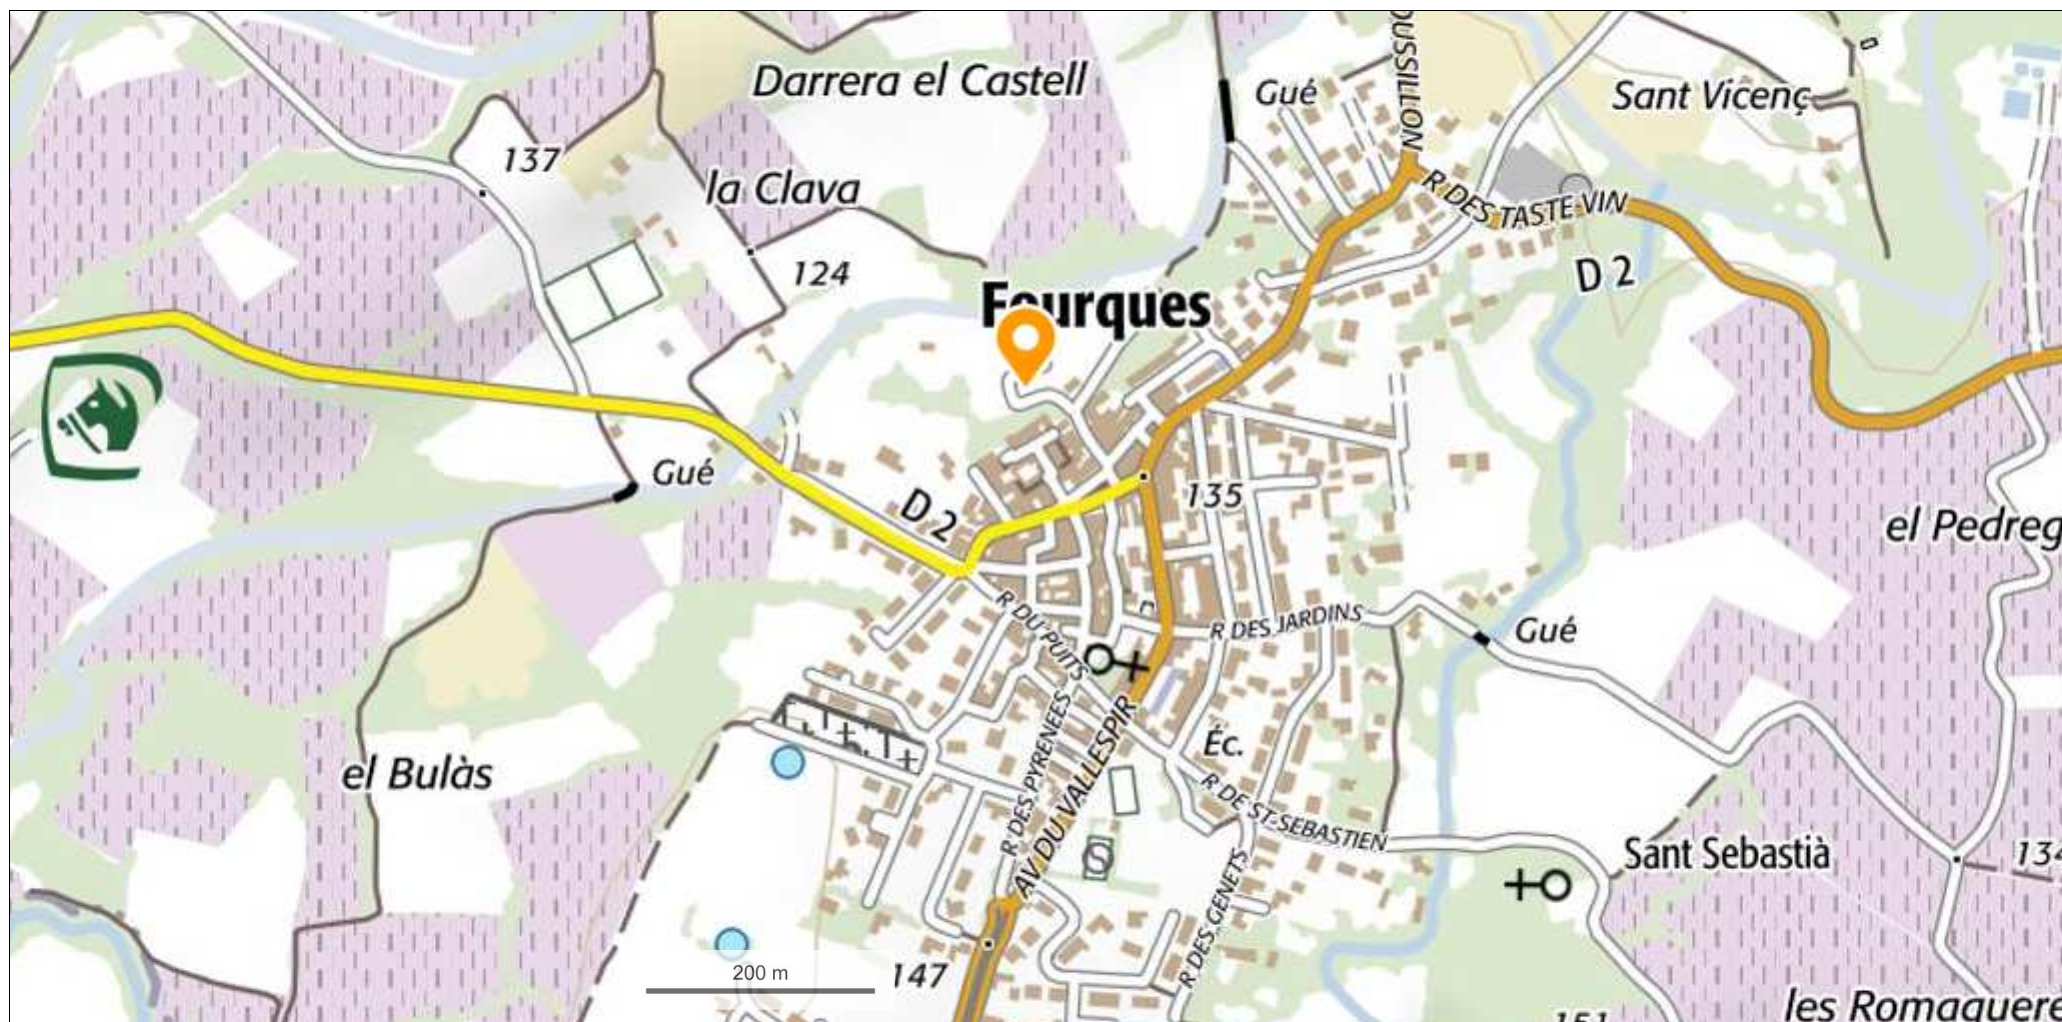 Darrera el Castell
Gué
OUSILLON
Sant Vicenç
137
la Clava
R DES TASTE VIN
124
D 2
Fourques
Gué
D 2
135
el Pedreg
R DU PUITS
R DES JARDINS
Gué
el Bulàs
R DES PYRENEES
AV DU VALLESPIR
Éc.
R DE ST-SEBASTIEN
Sant Sebastià
134
R DES GENETS
200 m
147
151
les Romaguere